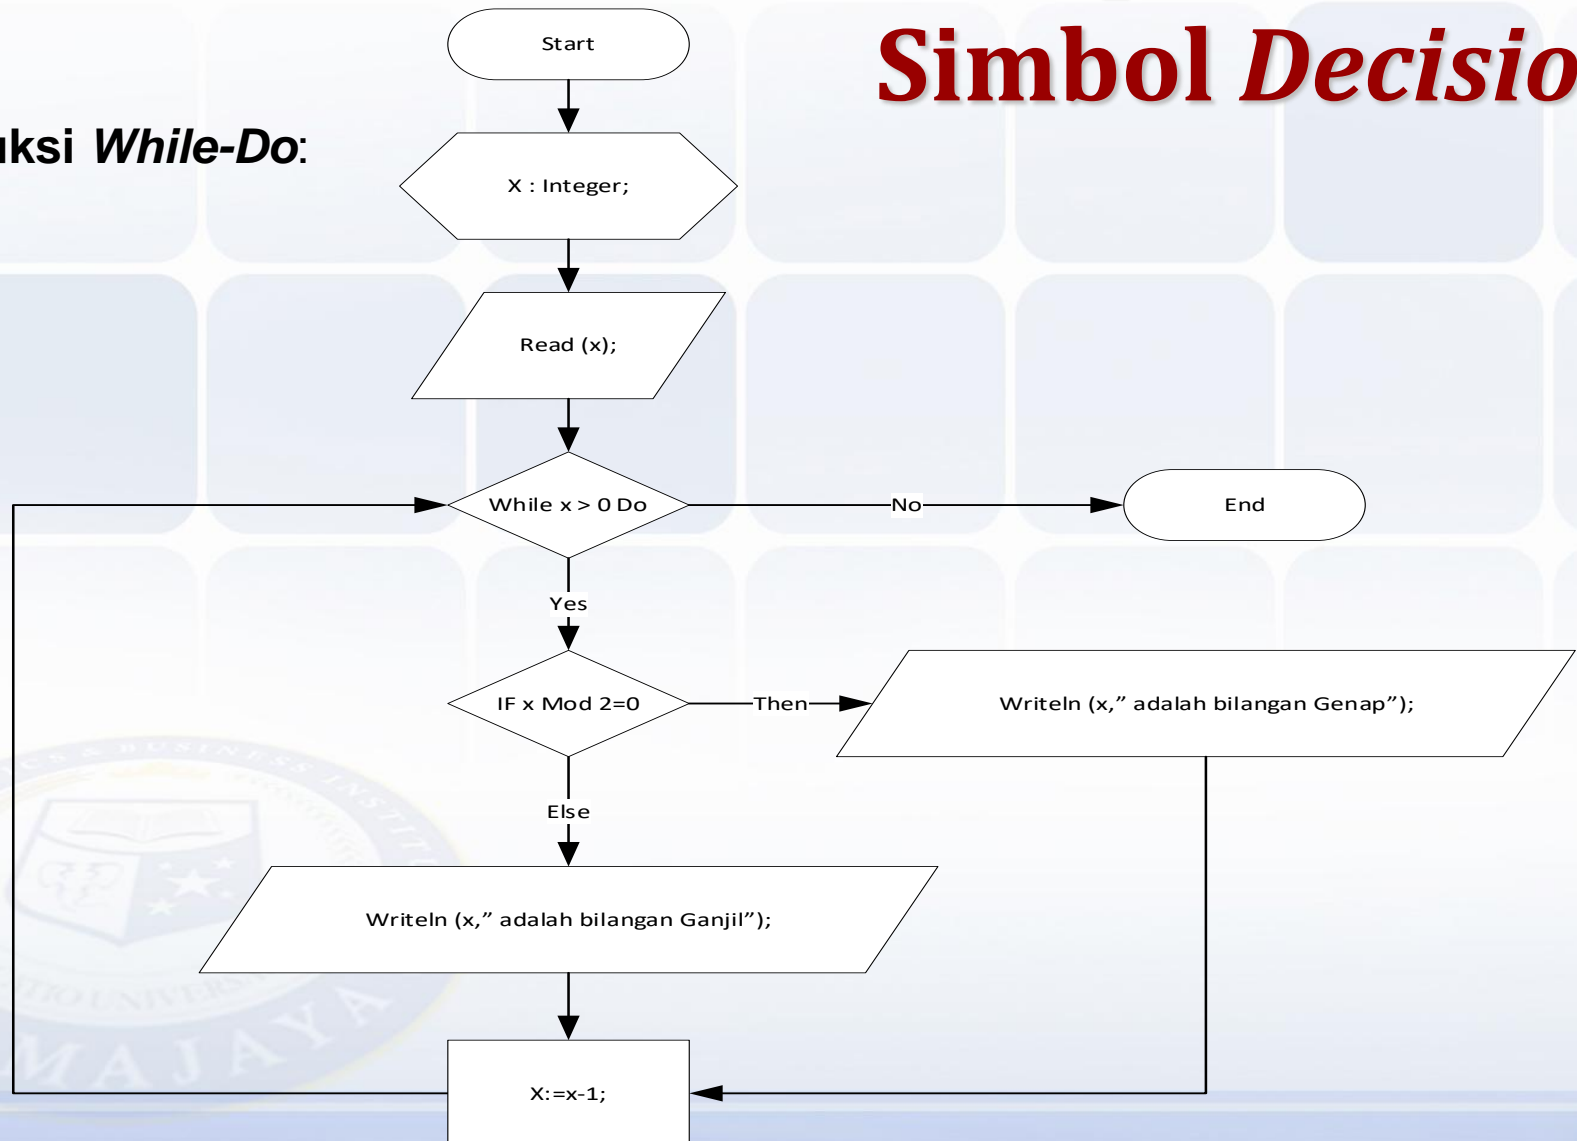 Start
Simbol Decisio
uksi While-Do:
X : Integer;
Read (x);
While x > 0 Do
No
End
Yes
IF x Mod 2=0
Then
Writeln (x,” adalah bilangan Genap”);
Else
Writeln (x,” adalah bilangan Ganjil”);
X:=x-1;
MAJAYA